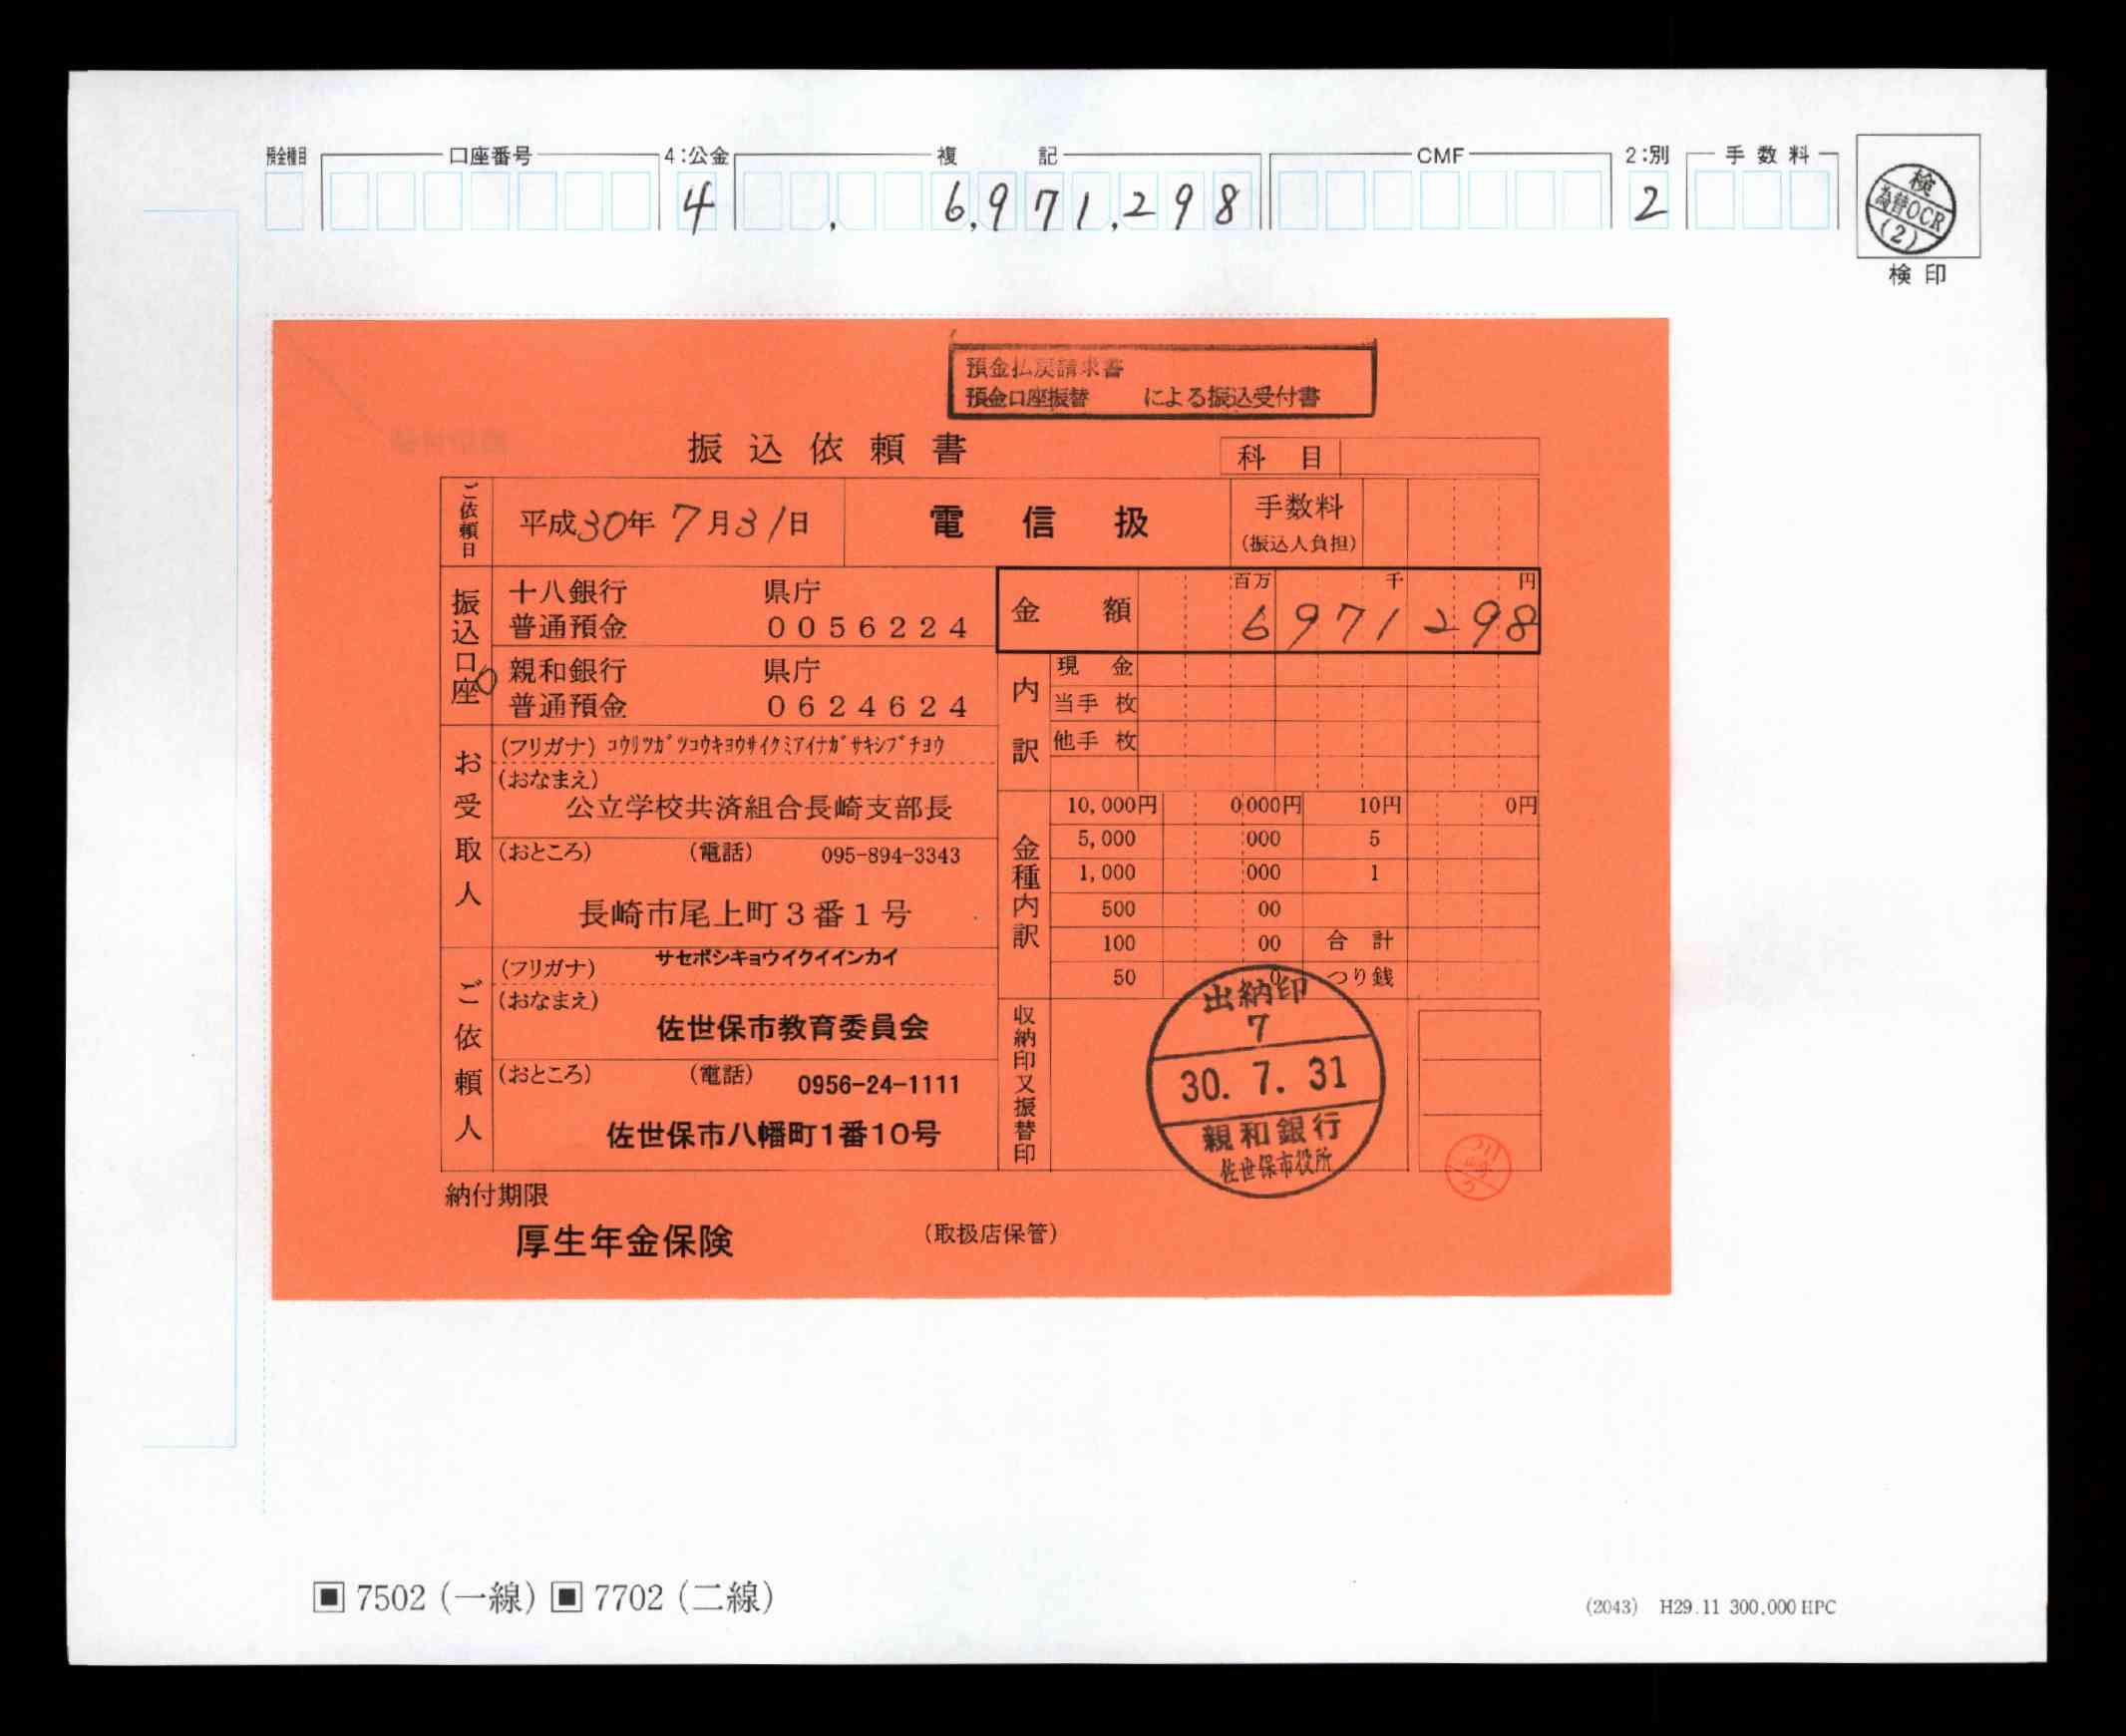 預金種目 口座番号 4:公金 複 記 CMF 2:別 手数料
4 6,971,298 2
検
為替OCR
(2)
検 印
預金払戻請求書
預金口座振替 による振込受付書
振 込 依 頼 書
科 目
ご依頼日 平成30年 7月31日 電 信 扱 手数料
(振込人負担)
振込口座
十八銀行 県庁
普通預金 0056224
親和銀行 県庁
普通預金 0624624
金 額 百万 千 円
6971298
内訳
現 金
当手 枚
他手 枚
お受取人
(フリガナ) コウリツガツコウキヨウサイクミアイナガサキシブチヨウ
(おなまえ)
公立学校共済組合長崎支部長
(おところ) (電話) 095-894-3343
長崎市尾上町3番1号
金種内訳
10,000円 0000円 10円 0円
5,000 000 5
1,000 000 1
500 00
100 00 合 計
50 0 つり銭
ご依頼人
(フリガナ) サセボシキョウイクイインカイ
(おなまえ)
佐世保市教育委員会
(おところ) (電話) 0956-24-1111
佐世保市八幡町1番10号
収納印又振替印
出納印
7
30. 7. 31
親和銀行
佐世保市役所
納付期限
厚生年金保険 (取扱店保管)
▣ 7502 (一線) ▣ 7702 (二線)
(2043) H29.11 300,000 HPC